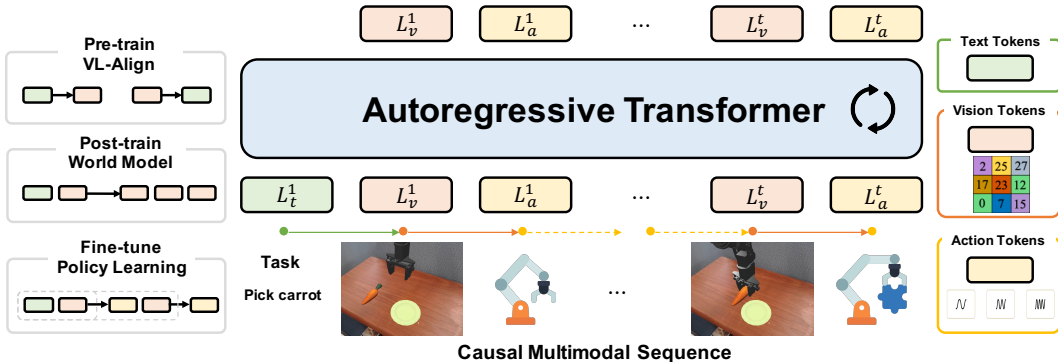 Pre-train
VL-Align
Post-train
World Model
Fine-tune
Policy Learning
L_v^1
L_a^1
...
L_v^t
L_a^t
Autoregressive Transformer
L_t^1
L_v^1
L_a^1
...
L_v^t
L_a^t
Task
Pick carrot
...
Causal Multimodal Sequence
Text Tokens
Vision Tokens
2 25 27
17 23 12
0 7 15
Action Tokens